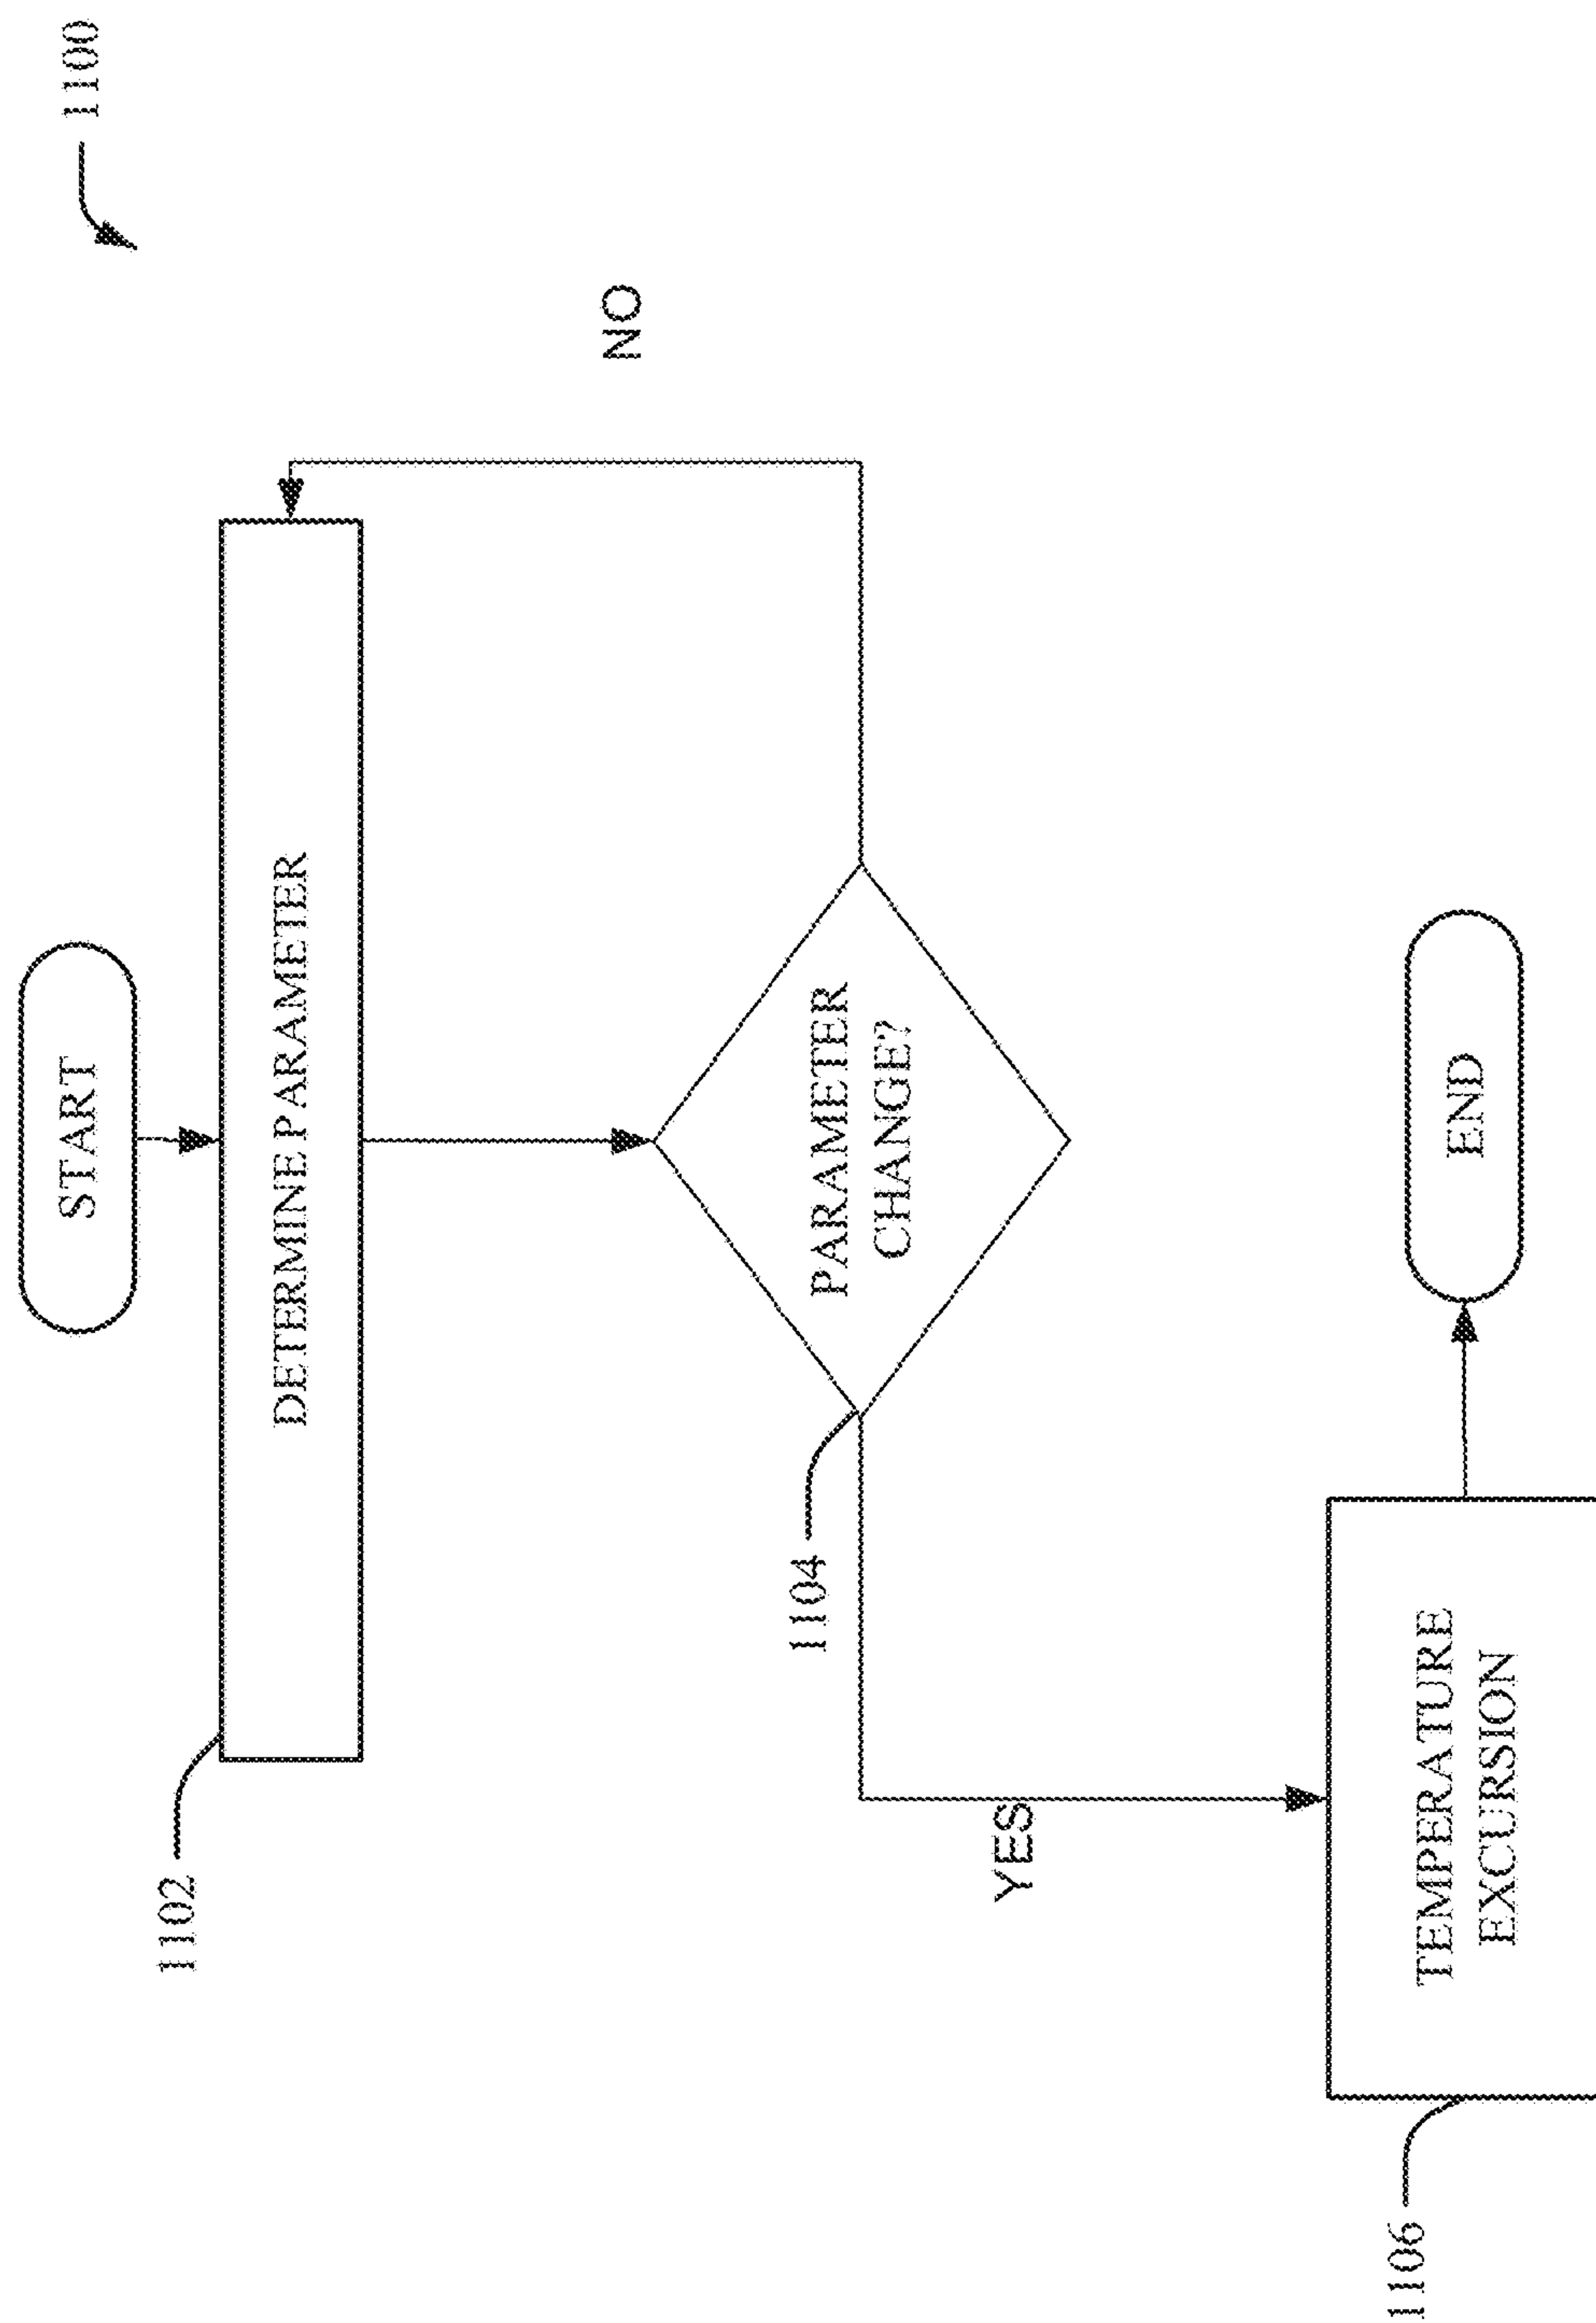 1100
START
1102
DETERMINE PARAMETER
NO
1104
PARAMETER
CHANGE?
YES
1106
TEMPERATURE
EXCURSION
END